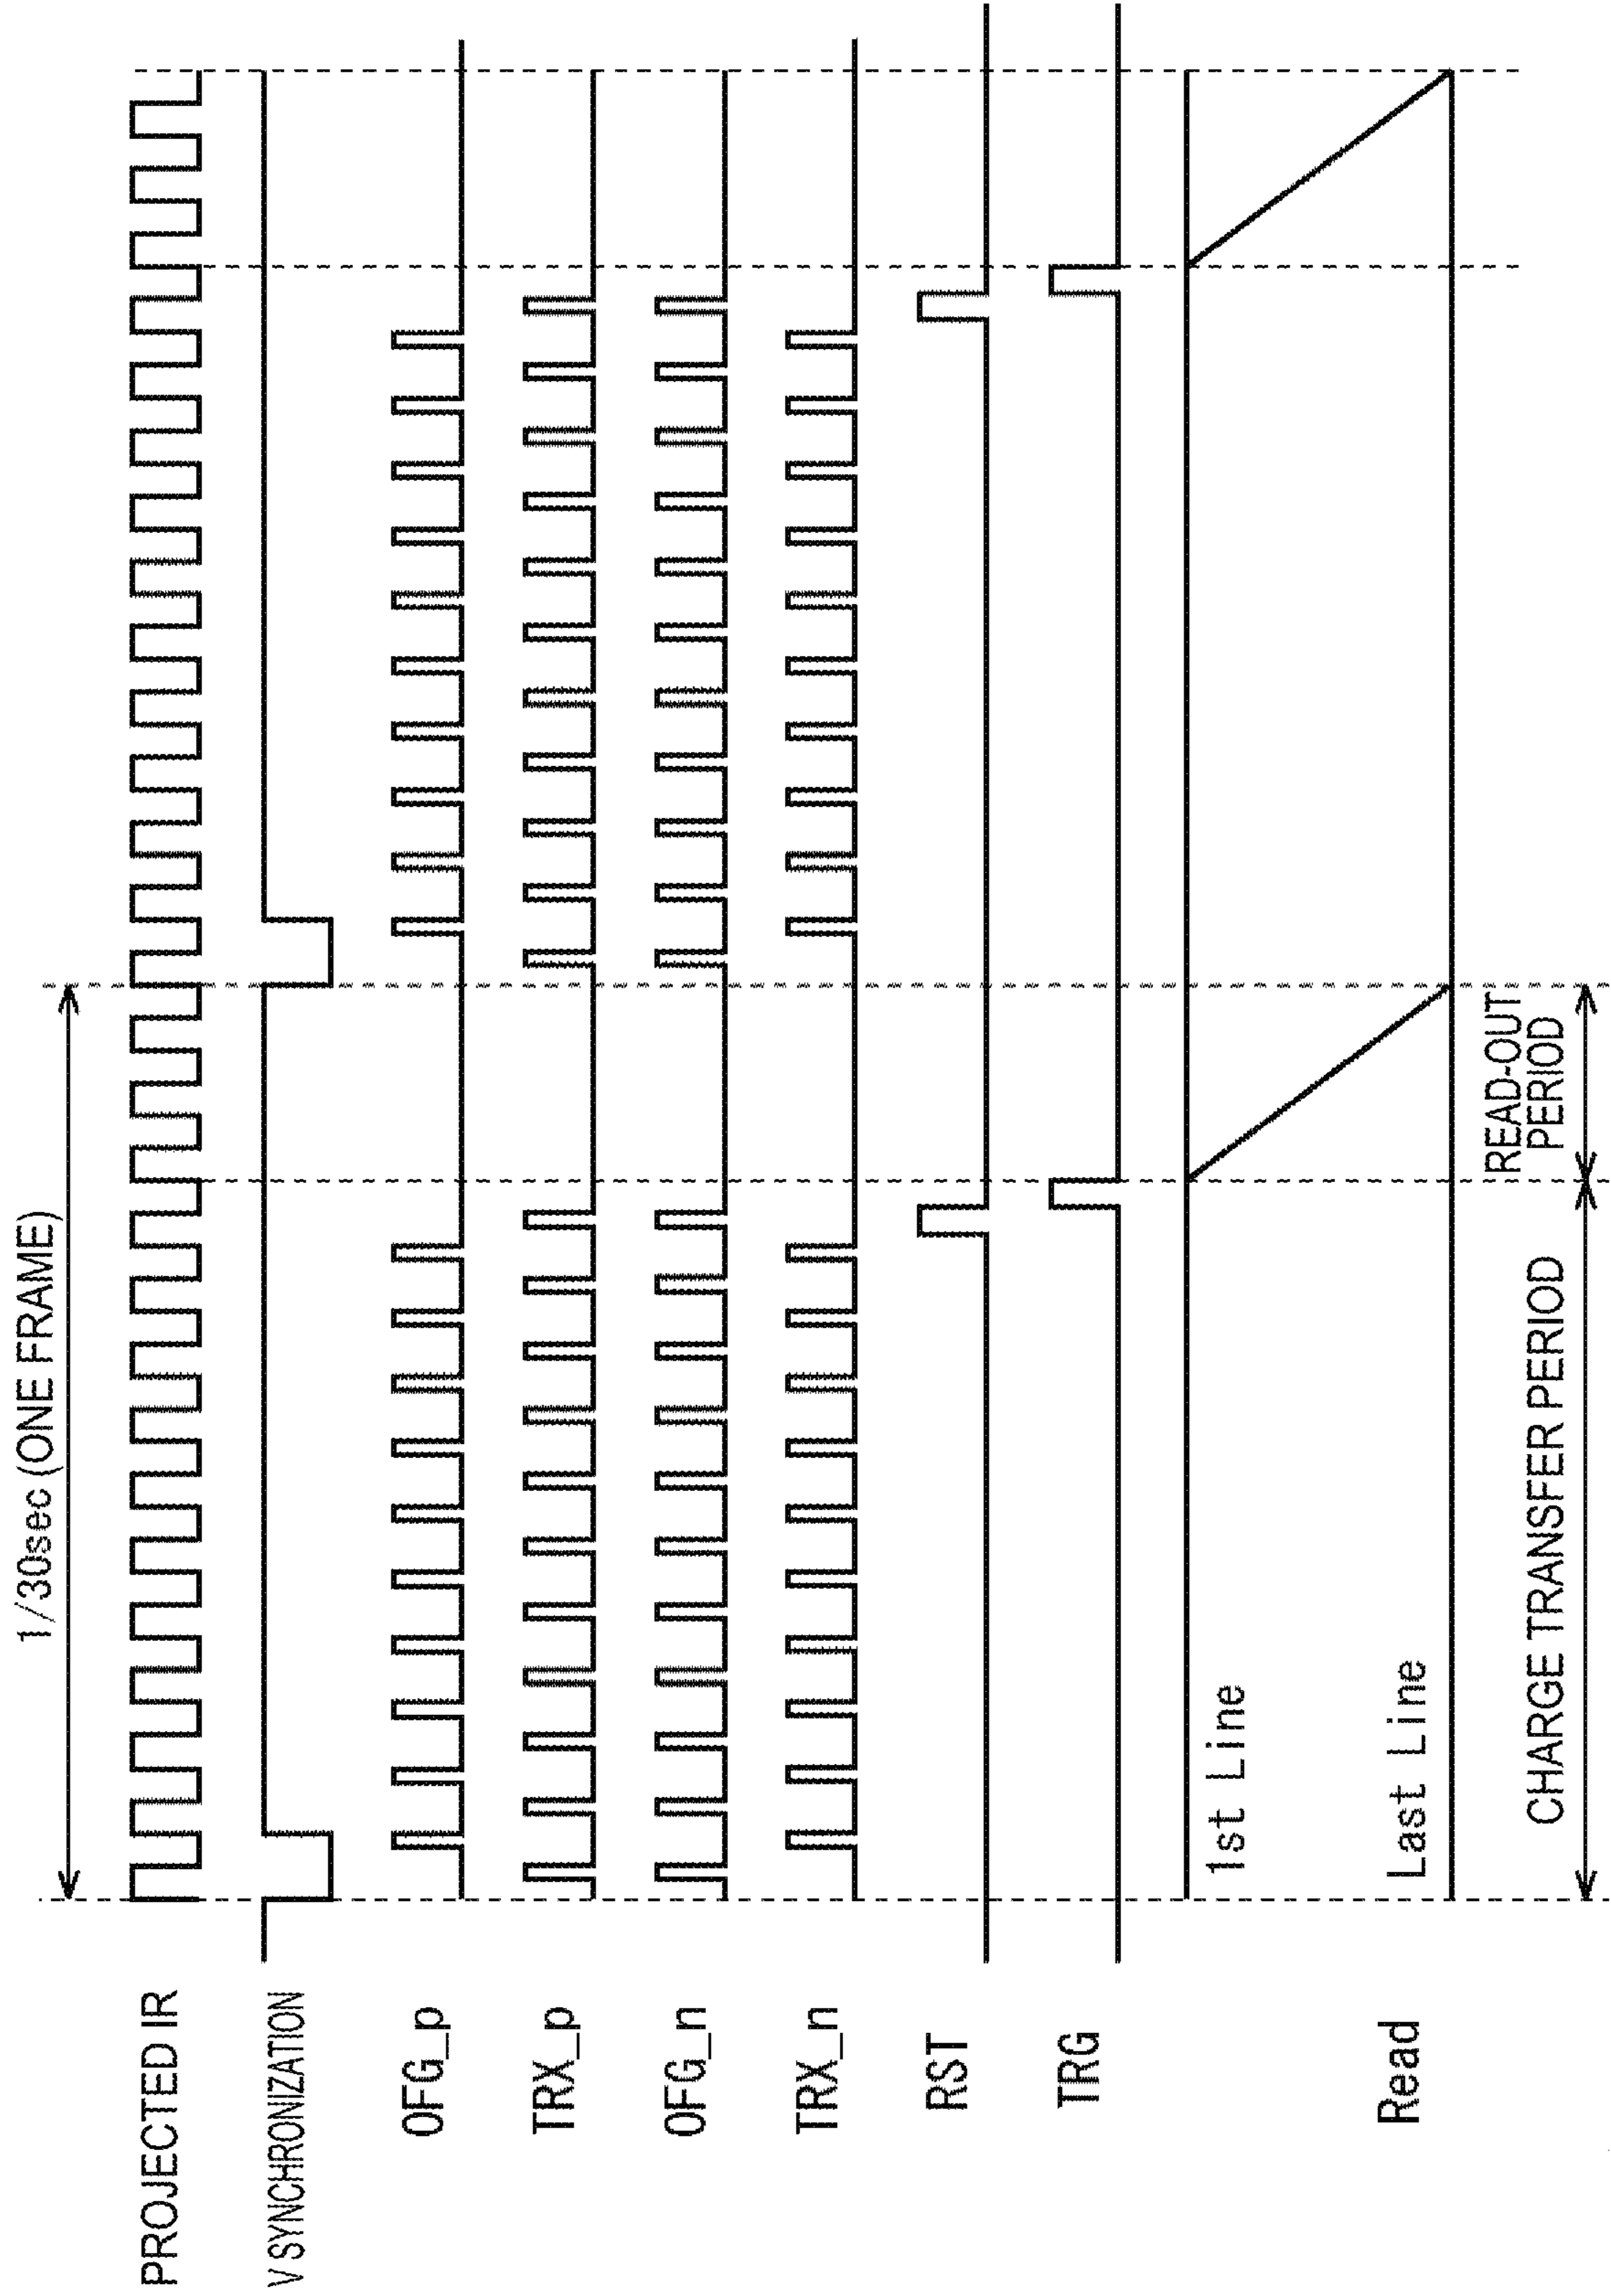 1/30sec (ONE FRAME)
PROJECTED IR
V SYNCHRONIZATION
OFG_p
TRX_p
OFG_n
TRX_n
RST
TRG
1st Line
Last Line
Read
READ-OUT
PERIOD
CHARGE TRANSFER PERIOD